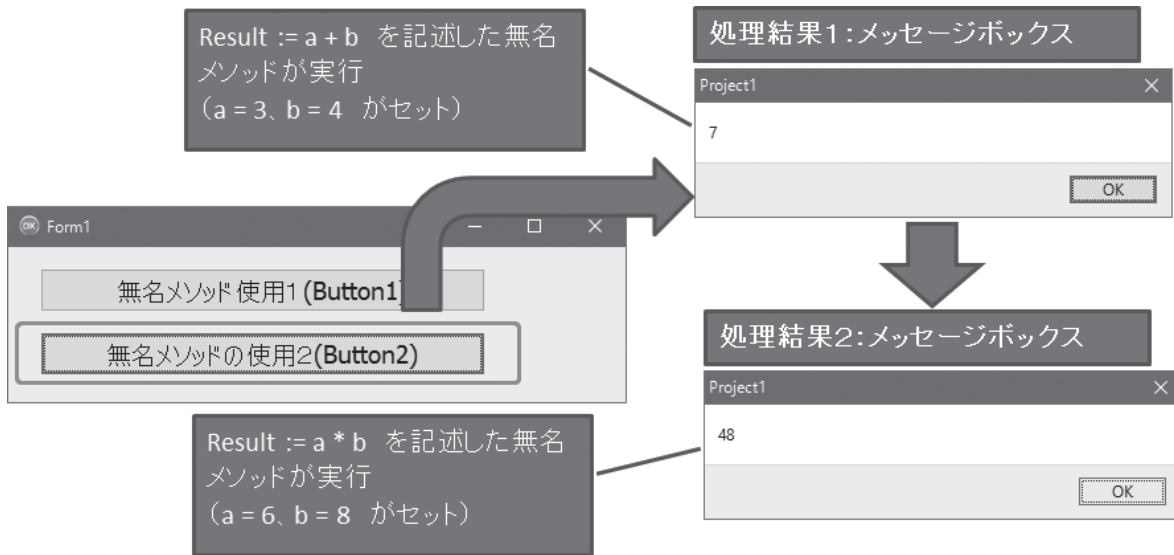 Result := a + b を記述した無名
メソッドが実行
（a = 3、b = 4 がセット）
処理結果1：メッセージボックス
Project1
7
OK
Form1
無名メソッド使用1 (Button1)
無名メソッドの使用2(Button2)
処理結果2：メッセージボックス
Project1
48
OK
Result := a * b を記述した無名
メソッドが実行
（a = 6、b = 8 がセット）